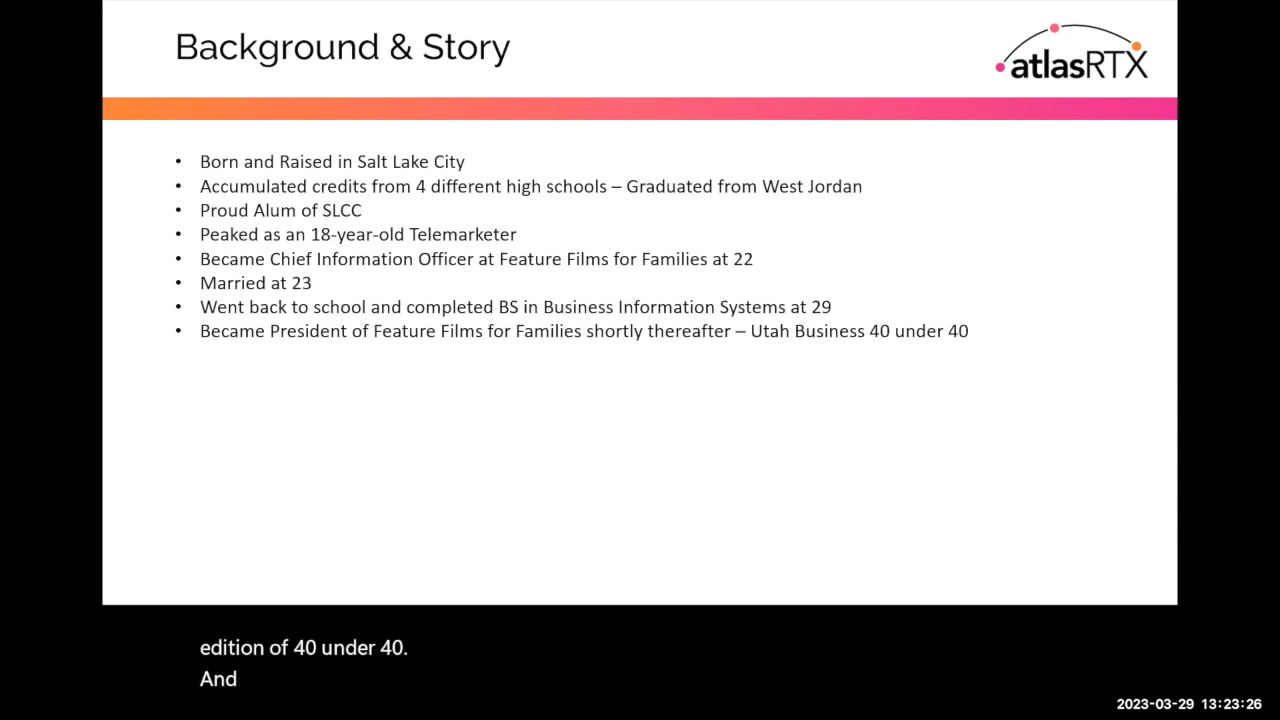 Background & Story
atlasRTX
• Born and Raised in Salt Lake City
• Accumulated credits from 4 different high schools – Graduated from West Jordan
• Proud Alum of SLCC
• Peaked as an 18-year-old Telemarketer
• Became Chief Information Officer at Feature Films for Families at 22
• Married at 23
• Went back to school and completed BS in Business Information Systems at 29
• Became President of Feature Films for Families shortly thereafter – Utah Business 40 under 40
edition of 40 under 40.
And
2023-03-29 13:23:26